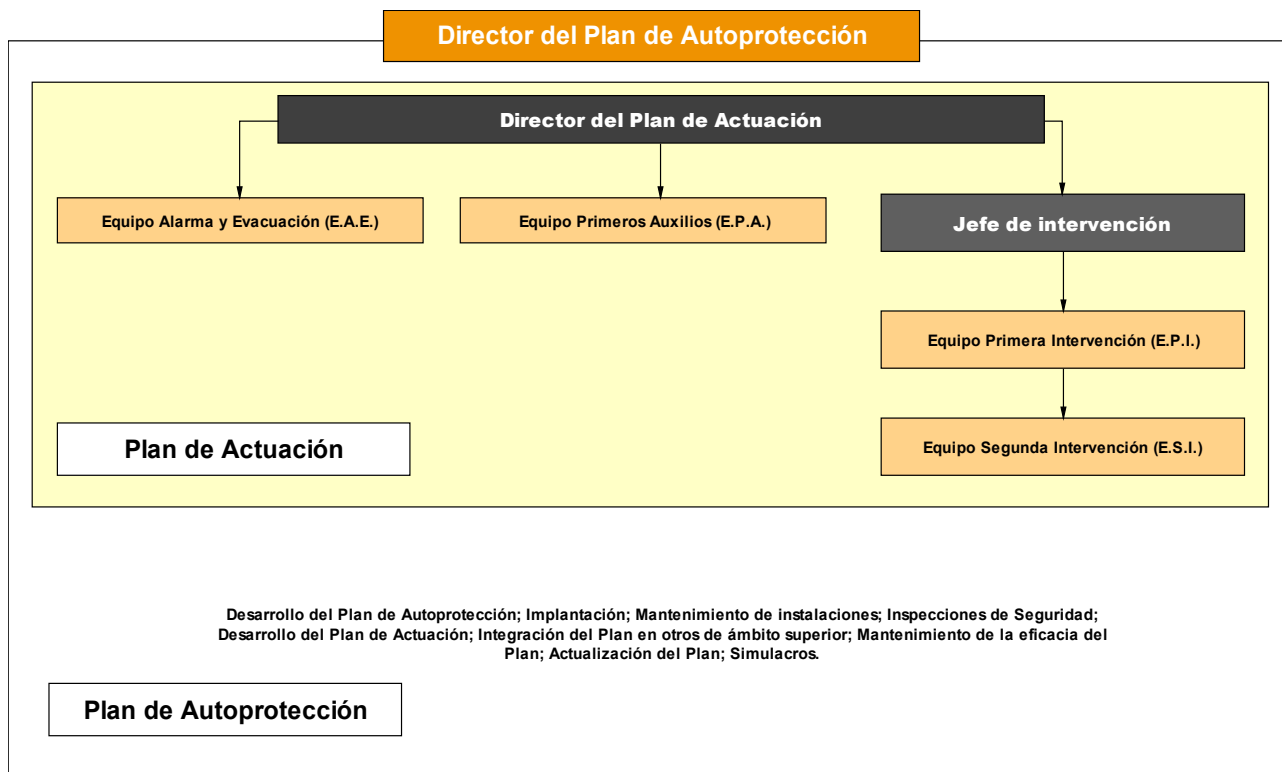 Director del Plan de Autoprotección
Director del Plan de Actuación
Equipo Alarma y Evacuación (E.A.E.)
Equipo Primeros Auxilios (E.P.A.)
Jefe de intervención
Equipo Primera Intervención (E.P.I.)
Equipo Segunda Intervención (E.S.I.)
Plan de Actuación
Desarrollo del Plan de Autoprotección; Implantación; Mantenimiento de instalaciones; Inspecciones de Seguridad;
Desarrollo del Plan de Actuación; Integración del Plan en otros de ámbito superior; Mantenimiento de la eficacia del
Plan; Actualización del Plan; Simulacros.
Plan de Autoprotección